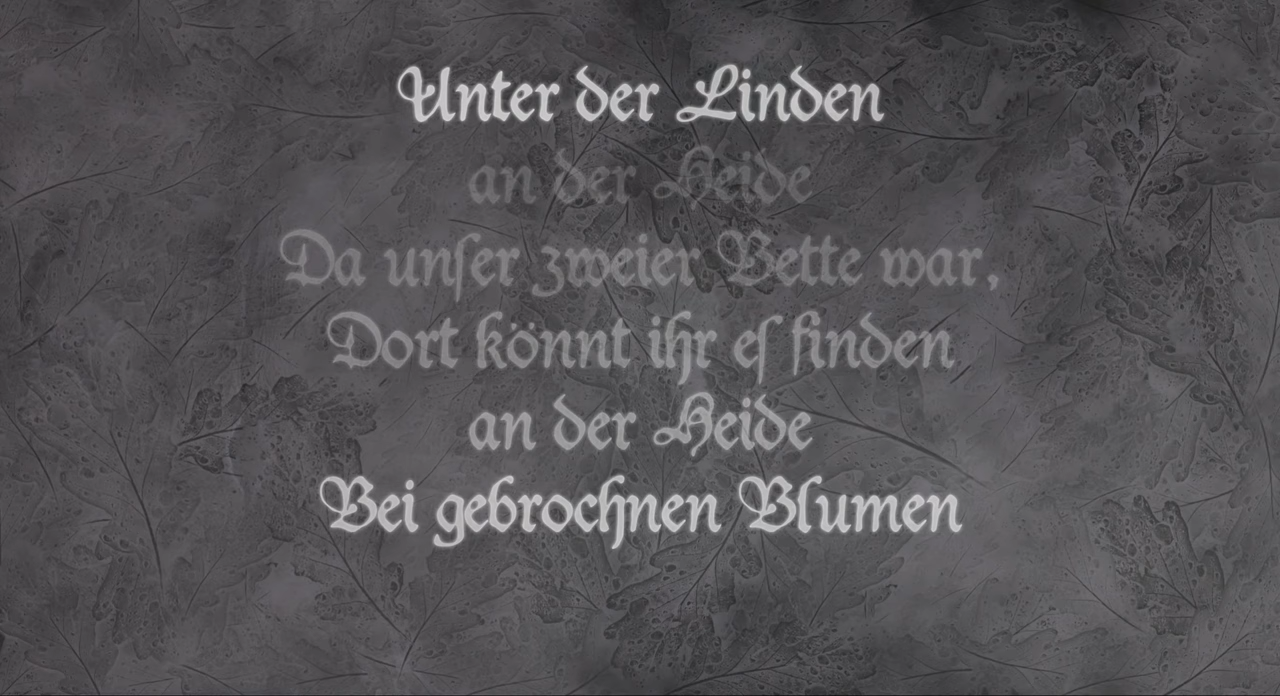 Unter der Linden
an der Heide
Da unſer zweier Bette war,
Dort könnt ihr eſ finden
an der Heide
Bei gebrochnen Blumen